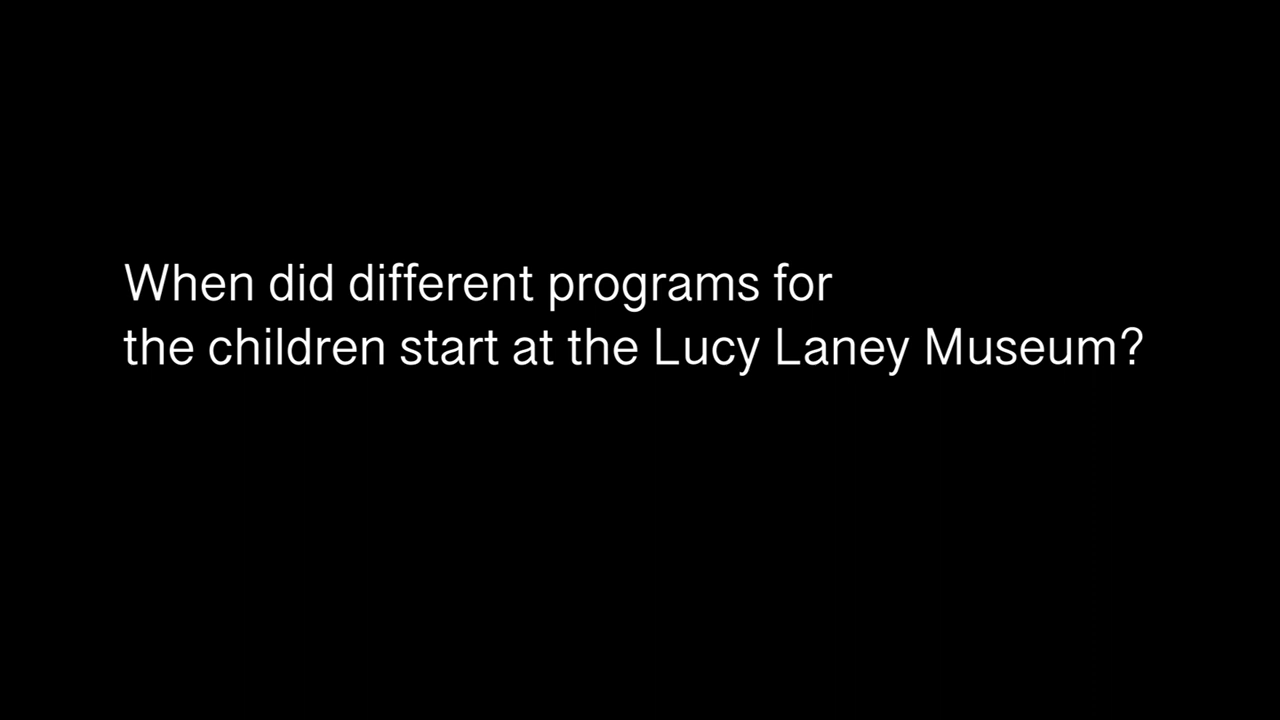 When did different programs for
the children start at the Lucy Laney Museum?